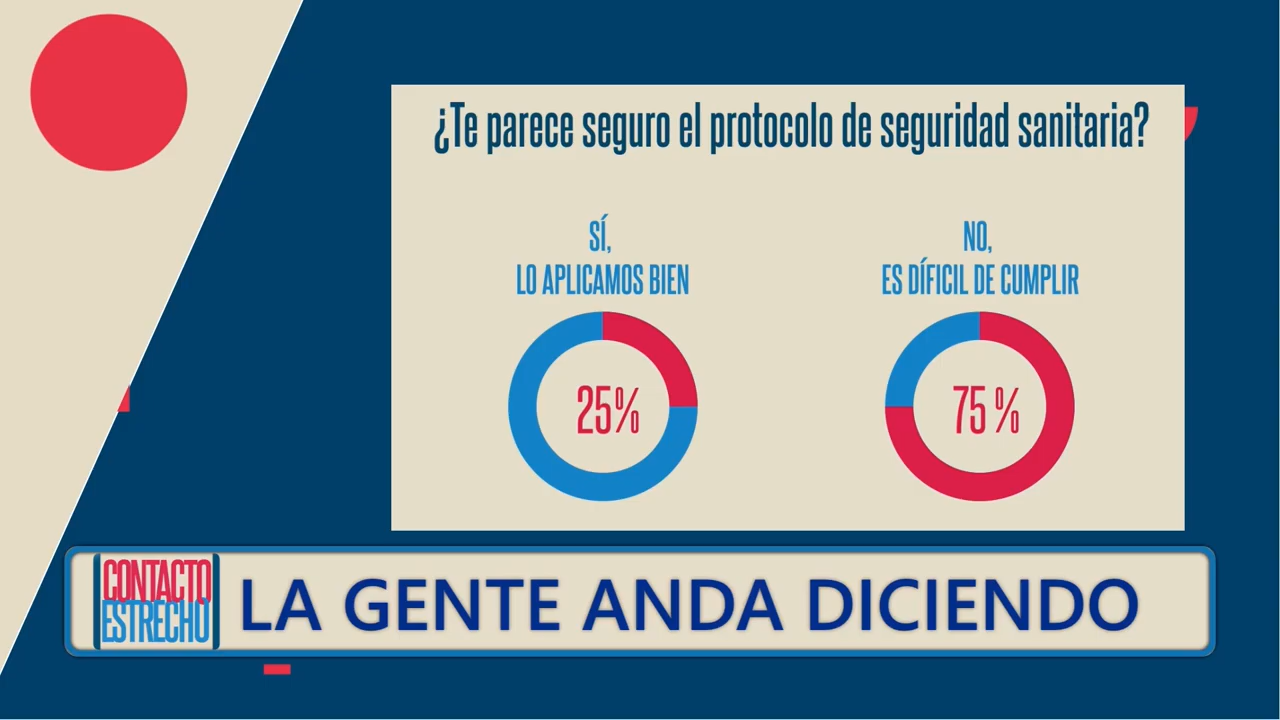 ¿Te parece seguro el protocolo de seguridad sanitaria?
SÍ,
LO APLICAMOS BIEN
NO,
ES DÍFICIL DE CUMPLIR
25%
75 %
CONTACTO
ESTRECHO
LA GENTE ANDA DICIENDO